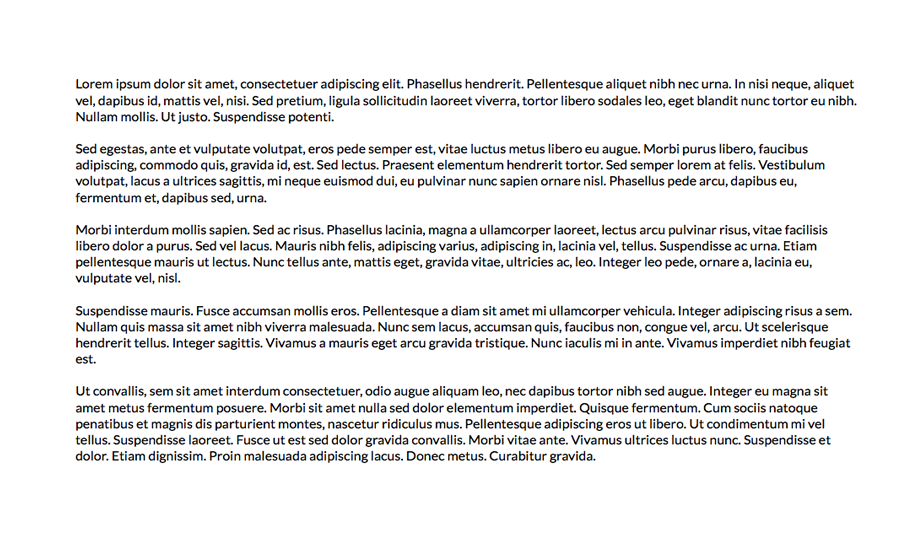 Lorem ipsum dolor sit amet, consectetuer adipiscing elit. Phasellus hendrerit. Pellentesque aliquet nibh nec urna. In nisi neque, aliquet
vel, dapibus id, mattis vel, nisi. Sed pretium, ligula sollicitudin laoreet viverra, tortor libero sodales leo, eget blandit nunc tortor eu nibh.
Nullam mollis. Ut justo. Suspendisse potenti.
Sed egestas, ante et vulputate volutpat, eros pede semper est, vitae luctus metus libero eu augue. Morbi purus libero, faucibus
adipiscing, commodo quis, gravida id, est. Sed lectus. Praesent elementum hendrerit tortor. Sed semper lorem at felis. Vestibulum
volutpat, lacus a ultrices sagittis, mi neque euismod dui, eu pulvinar nunc sapien ornare nisl. Phasellus pede arcu, dapibus eu,
fermentum et, dapibus sed, urna.
Morbi interdum mollis sapien. Sed ac risus. Phasellus lacinia, magna a ullamcorper laoreet, lectus arcu pulvinar risus, vitae facilisis
libero dolor a purus. Sed vel lacus. Mauris nibh felis, adipiscing varius, adipiscing in, lacinia vel, tellus. Suspendisse ac urna. Etiam
pellentesque mauris ut lectus. Nunc tellus ante, mattis eget, gravida vitae, ultricies ac, leo. Integer leo pede, ornare a, lacinia eu,
vulputate vel, nisl.
Suspendisse mauris. Fusce accumsan mollis eros. Pellentesque a diam sit amet mi ullamcorper vehicula. Integer adipiscing risus a sem.
Nullam quis massa sit amet nibh viverra malesuada. Nunc sem lacus, accumsan quis, faucibus non, congue vel, arcu. Ut scelerisque
hendrerit tellus. Integer sagittis. Vivamus a mauris eget arcu gravida tristique. Nunc iaculis mi in ante. Vivamus imperdiet nibh feugiat
est.
Ut convallis, sem sit amet interdum consectetuer, odio augue aliquam leo, nec dapibus tortor nibh sed augue. Integer eu magna sit
amet metus fermentum posuere. Morbi sit amet nulla sed dolor elementum imperdiet. Quisque fermentum. Cum sociis natoque
penatibus et magnis dis parturient montes, nascetur ridiculus mus. Pellentesque adipiscing eros ut libero. Ut condimentum mi vel
tellus. Suspendisse laoreet. Fusce ut est sed dolor gravida convallis. Morbi vitae ante. Vivamus ultrices luctus nunc. Suspendisse et
dolor. Etiam dignissim. Proin malesuada adipiscing lacus. Donec metus. Curabitur gravida.